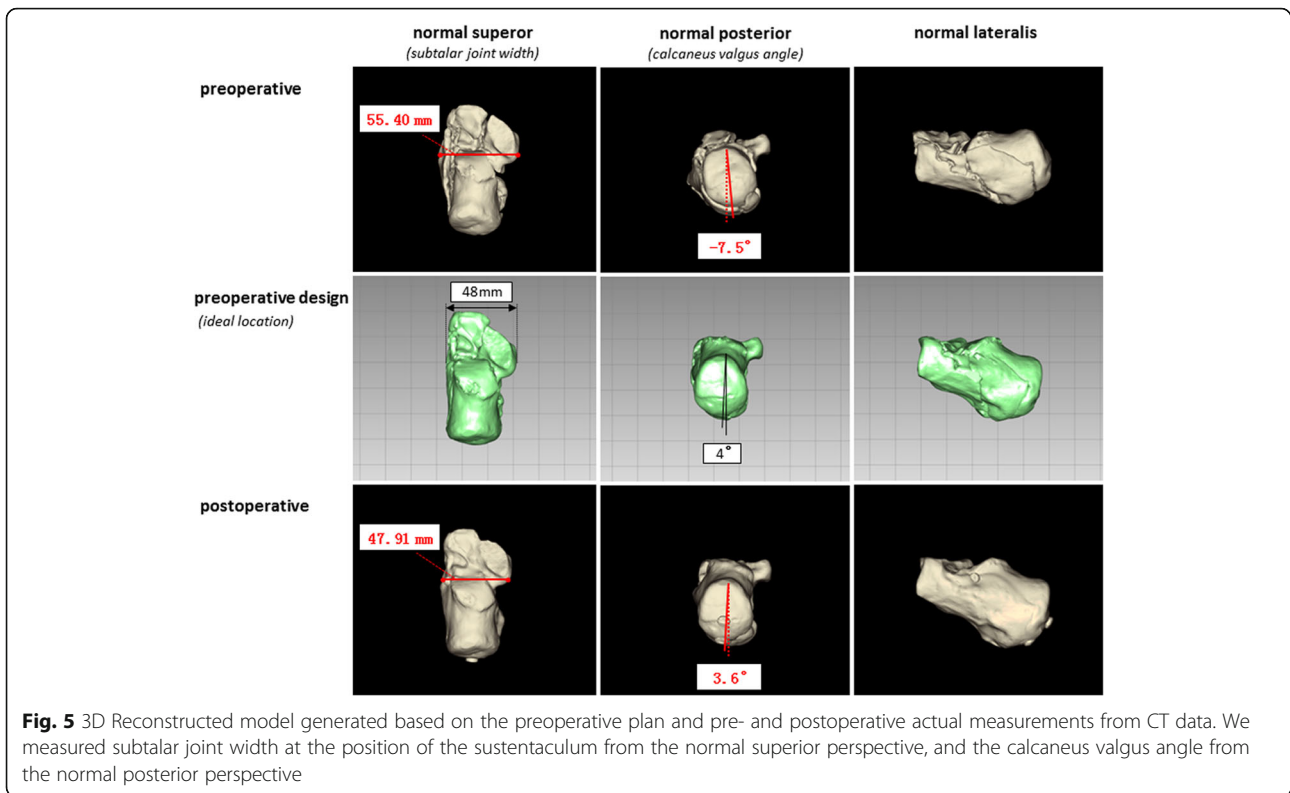 normal superor
(subtalar joint width)
normal posterior
(calcaneus valgus angle)
normal lateralis
preoperative
55.40 mm
-7.5°
preoperative design
(ideal location)
48mm
4°
postoperative
47.91 mm
3.6°
Fig. 5 3D Reconstructed model generated based on the preoperative plan and pre- and postoperative actual measurements from CT data. We
measured subtalar joint width at the position of the sustentaculum from the normal superior perspective, and the calcaneus valgus angle from
the normal posterior perspective